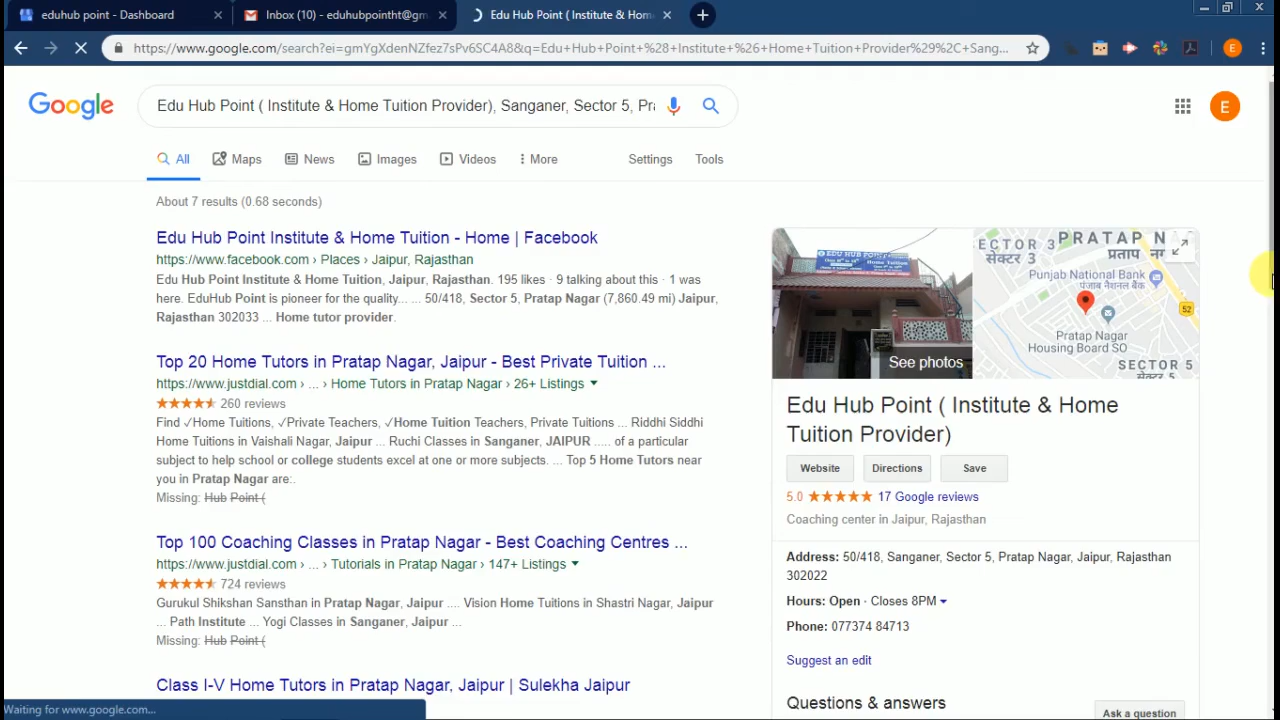 eduhub point - Dashboard
Inbox (10) - eduhubpointht@gm
Edu Hub Point ( Institute & Hom
https://www.google.com/search?ei=gmYgXdenNZfez7sPv6SC4A8&q=Edu+Hub+Point+%28+Institute+%26+Home+Tuition+Provider%29%2C+Sang...
E
Google
Edu Hub Point ( Institute & Home Tuition Provider), Sanganer, Sector 5, Pra
E
All
Maps
News
Images
Videos
More
Settings
Tools
About 7 results (0.68 seconds)
Edu Hub Point Institute & Home Tuition - Home | Facebook
https://www.facebook.com › Places › Jaipur, Rajasthan
Edu Hub Point Institute & Home Tuition, Jaipur, Rajasthan. 195 likes · 9 talking about this · 1 was
here. EduHub Point is pioneer for the quality... ... 50/418, Sector 5, Pratap Nagar (7,860.49 mi) Jaipur,
Rajasthan 302033 ... Home tutor provider.
Top 20 Home Tutors in Pratap Nagar, Jaipur - Best Private Tuition ...
https://www.justdial.com › ... › Home Tutors in Pratap Nagar › 26+ Listings
260 reviews
Find ✓Home Tuitions, ✓Private Teachers, ✓Home Tuition Teachers, Private Tuitions ... Riddhi Siddhi
Home Tuitions in Vaishali Nagar, Jaipur ... Ruchi Classes in Sanganer, JAIPUR ..... of a particular
subject to help school or college students excel at one or more subjects. ... Top 5 Home Tutors near
you in Pratap Nagar are:.
Missing: Hub Point (
Top 100 Coaching Classes in Pratap Nagar - Best Coaching Centres ...
https://www.justdial.com › ... › Tutorials in Pratap Nagar › 147+ Listings
724 reviews
Gurukul Shikshan Sansthan in Pratap Nagar, Jaipur .... Vision Home Tuitions in Shastri Nagar, Jaipur
... Path Institute ... Yogi Classes in Sanganer, Jaipur ...
Missing: Hub Point (
Class I-V Home Tutors in Pratap Nagar, Jaipur | Sulekha Jaipur
Waiting for www.google.com...
EDU HUB POINT
See photos
SECTOR 3
सेक्टर 3
PRATAP N
प्रताप न
Punjab National Bank
पंजाब नैशनल बैंक
52
Pratap Nagar
Housing Board SO
SECTOR 5
Edu Hub Point ( Institute & Home
Tuition Provider)
Website
Directions
Save
5.0
17 Google reviews
Coaching center in Jaipur, Rajasthan
Address: 50/418, Sanganer, Sector 5, Pratap Nagar, Jaipur, Rajasthan
302022
Hours: Open · Closes 8PM
Phone: 077374 84713
Suggest an edit
Questions & answers
Ask a question